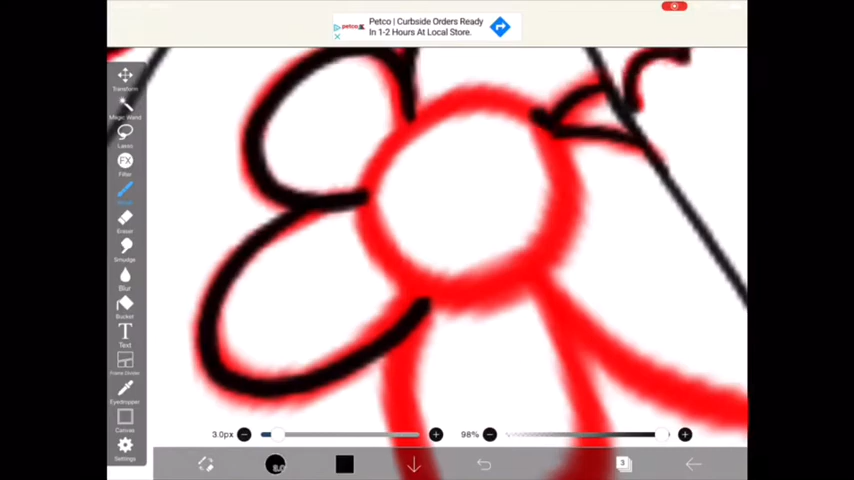 petco
Petco | Curbside Orders Ready
In 1-2 Hours At Local Store.
Transform
Magic Wand
Lasso
FX
Filter
Eraser
Smudge
Blur
Bucket
T
Text
Frame Divider
Eyedropper
Canvas
Settings
3.0px
98%
3